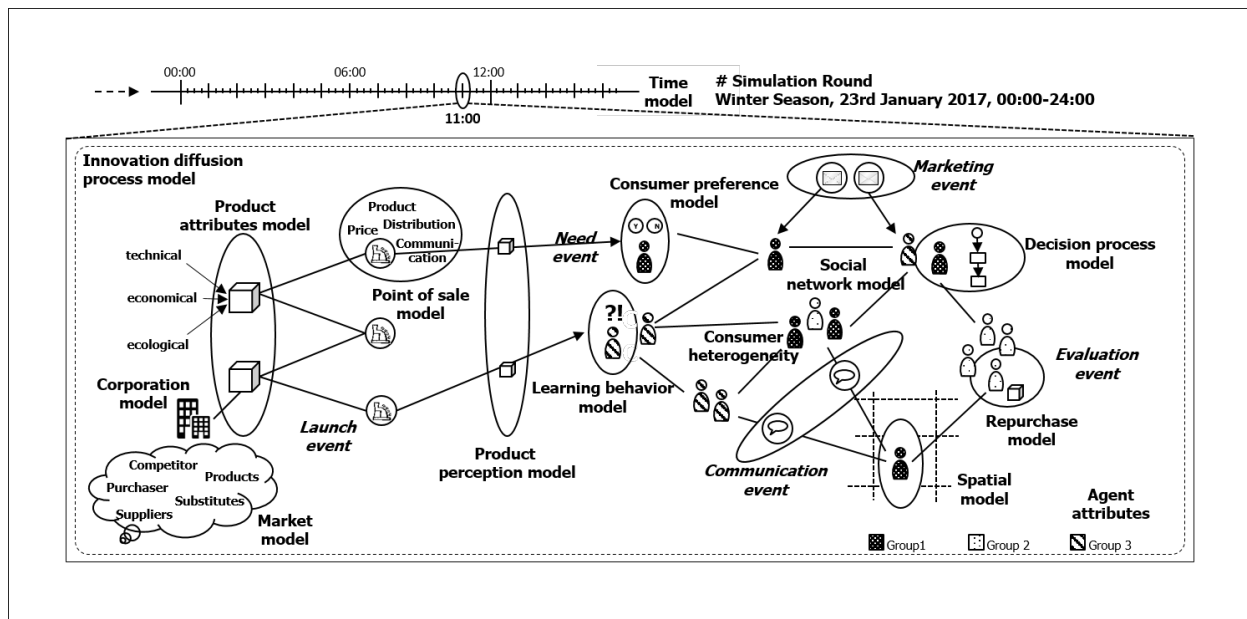 00:00
06:00
12:00
11:00
Time
model
# Simulation Round
Winter Season, 23rd January 2017, 00:00-24:00
Innovation diffusion
process model
Product
attributes model
technical
economical
ecological
Corporation
model
Competitor
Products
Purchaser
Substitutes
Suppliers
Market
model
Product
Distribution
Price
Communi-
cation
Point of sale
model
Launch
event
Need
event
Product
perception model
Consumer preference
model
Y
N
?!
Learning behavior
model
Marketing
event
Social
network model
Consumer
heterogeneity
Decision process
model
Communication
event
Evaluation
event
Repurchase
model
Spatial
model
Agent
attributes
Group1
Group 2
Group 3